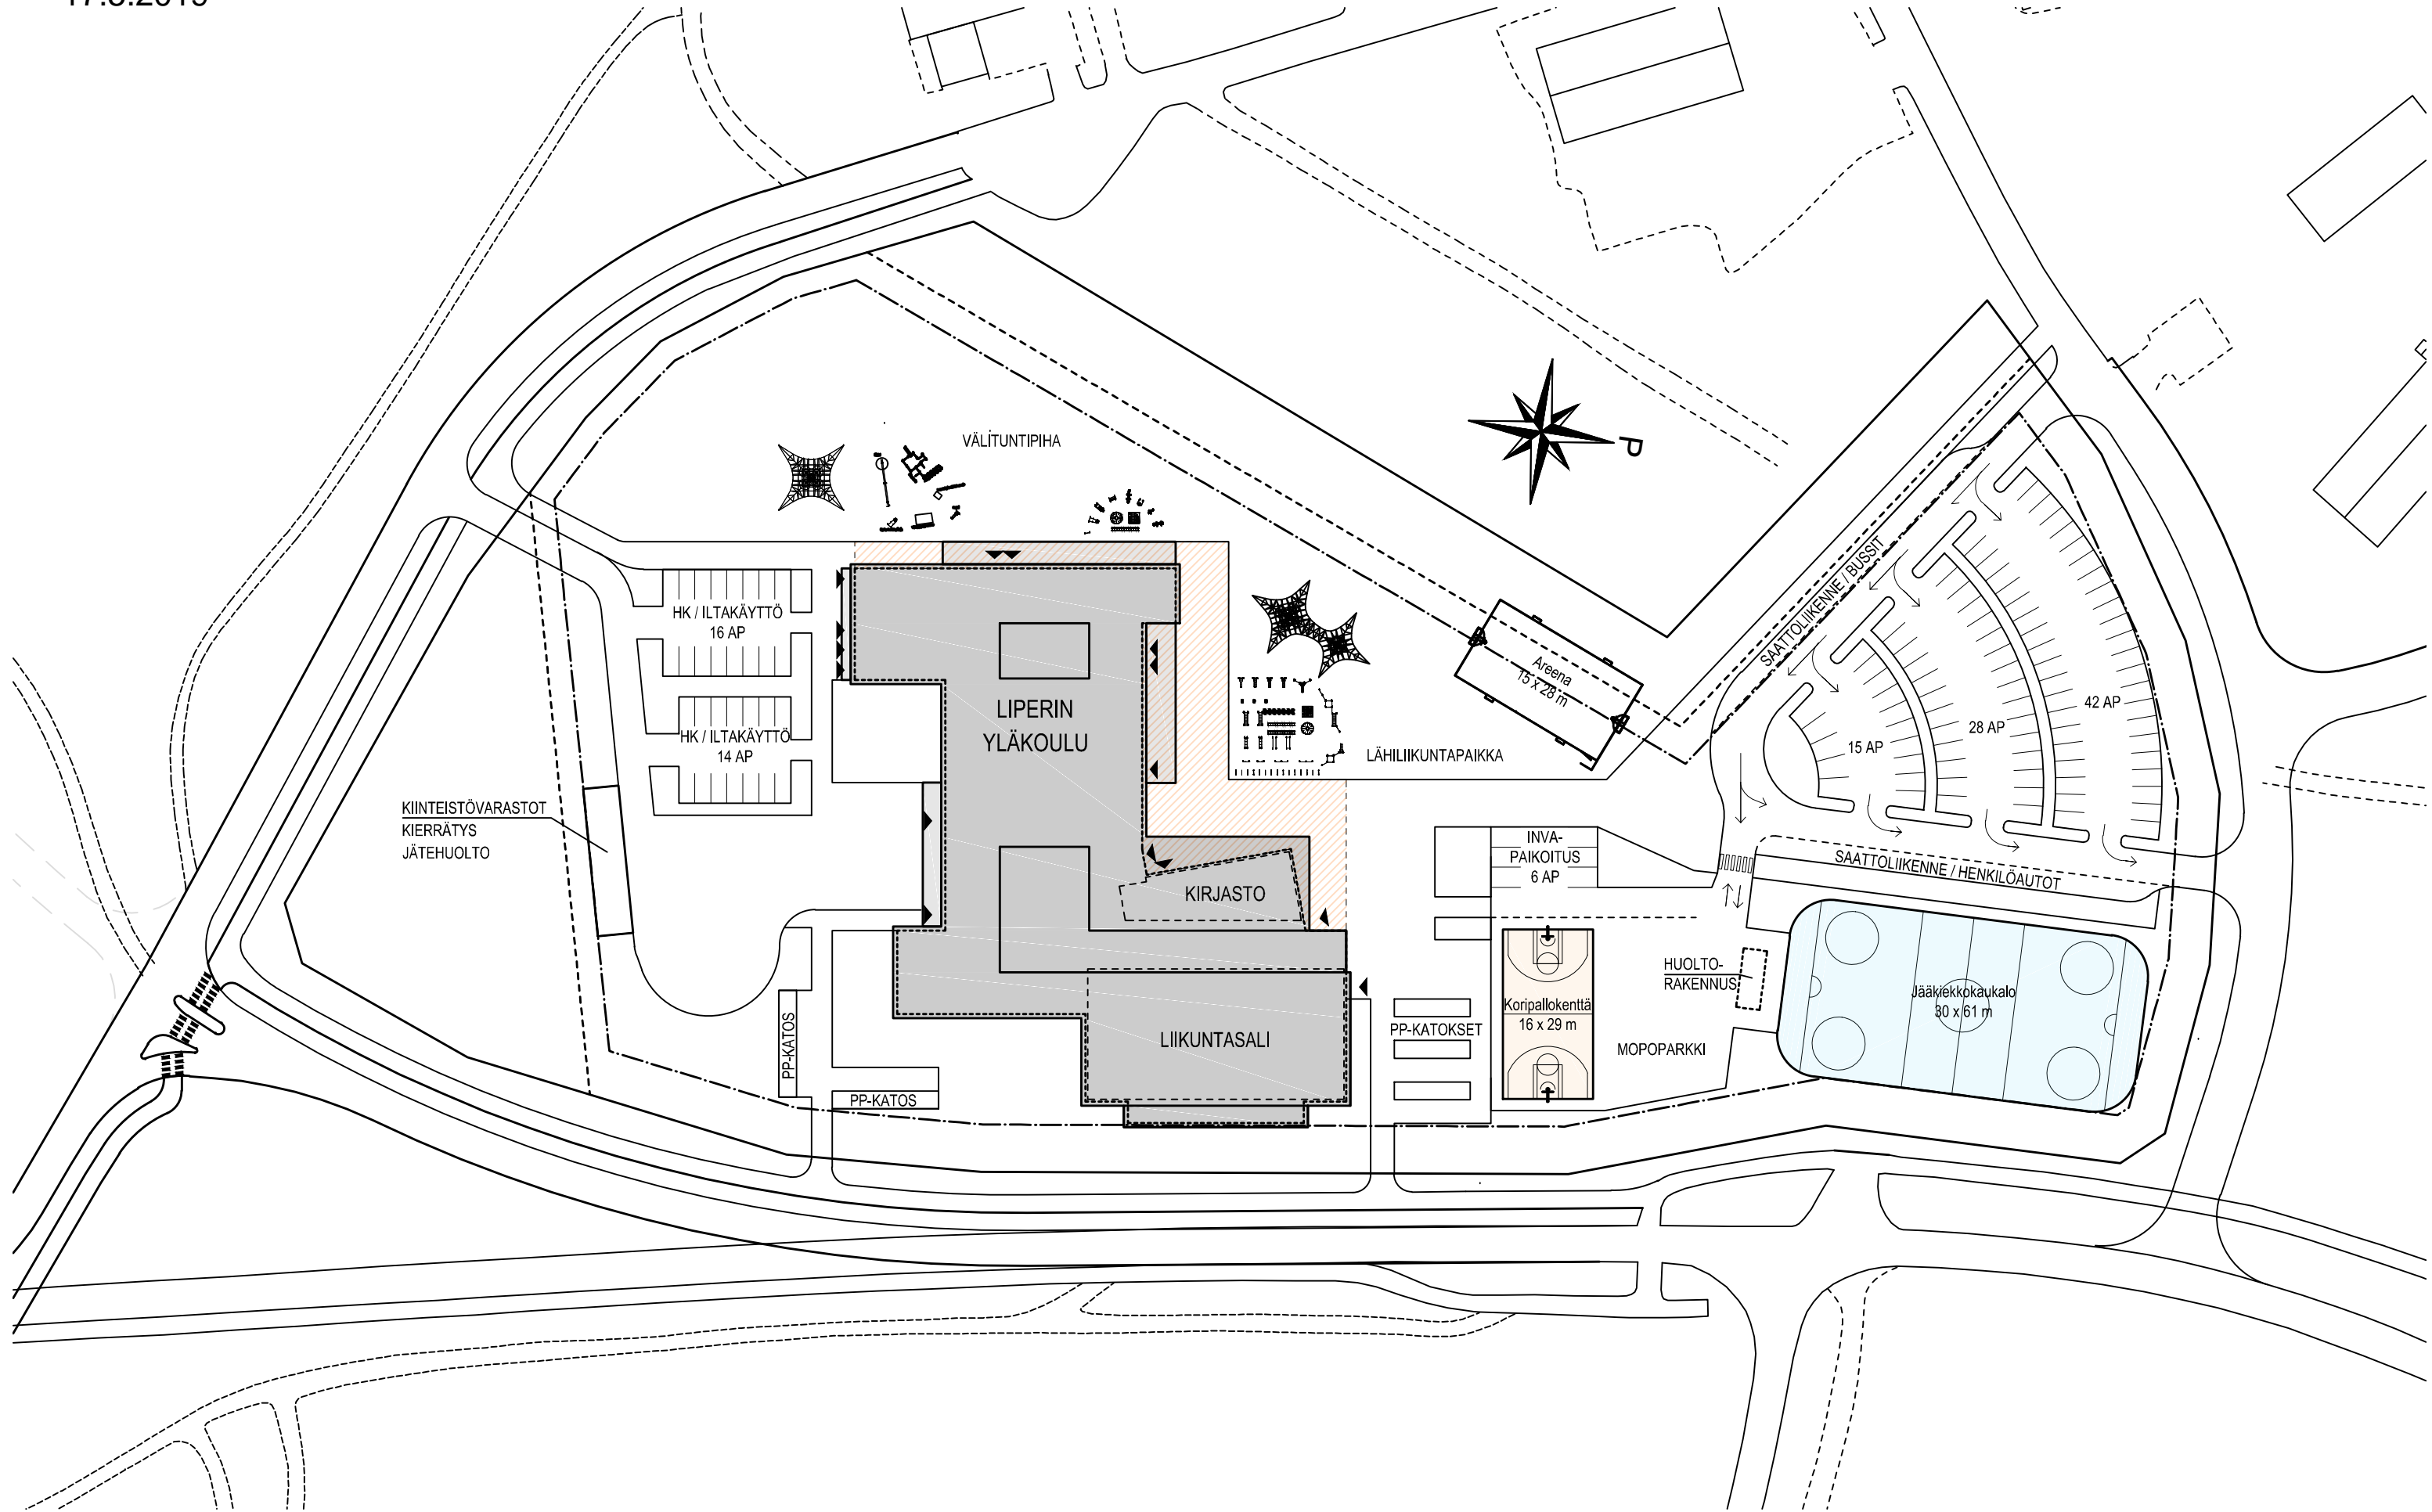 VÄLITUNTIPIHA
P
HK / ILTAKÄYTTÖ
16 AP
HK / ILTAKÄYTTÖ
14 AP
LIPERIN
YLÄKOULU
Areena
15 x 28 m
LÄHILIIKUNTAPAIKKA
SAATTOLIIKENNE / BUSSIT
15 AP
28 AP
42 AP
KIINTEISTÖVARASTOT
KIERRÄTYS
JÄTEHUOLTO
INVA-
PAIKOITUS
6 AP
SAATTOLIIKENNE / HENKILÖAUTOT
KIRJASTO
HUOLTO-
RAKENNUS
Koripallokenttä
16 x 29 m
Jääkiekkokaukalo
30 x 61 m
PP-KATOKSET
MOPOPARKKI
LIIKUNTASALI
PP-KATOS
PP-KATOS